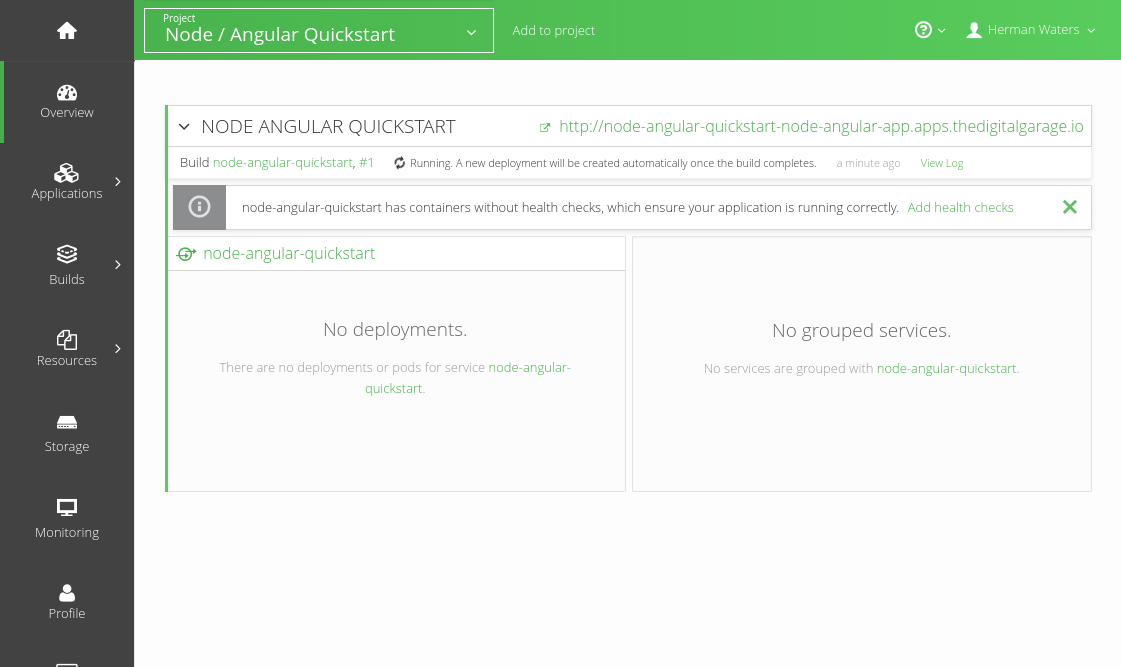 Project
Node / Angular Quickstart
Add to project
Herman Waters
Overview
Applications
Builds
Resources
Storage
Monitoring
Profile
NODE ANGULAR QUICKSTART
http://node-angular-quickstart-node-angular-app.apps.thedigitalgarage.io
Build node-angular-quickstart, #1
Running. A new deployment will be created automatically once the build completes.
a minute ago
View Log
node-angular-quickstart has containers without health checks, which ensure your application is running correctly. Add health checks
node-angular-quickstart
No deployments.
There are no deployments or pods for service node-angular-
quickstart.
No grouped services.
No services are grouped with node-angular-quickstart.